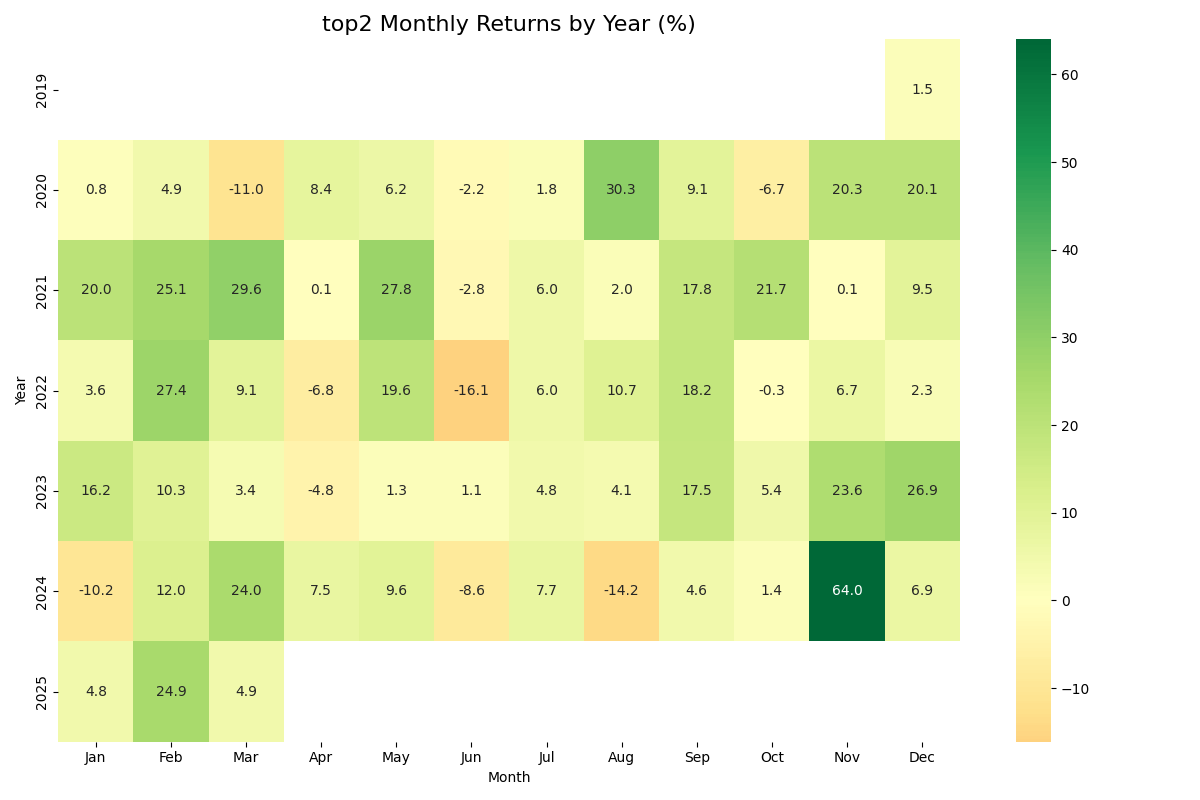 top2 Monthly Returns by Year (%)
2019 1.5
2020 0.8 4.9 -11.0 8.4 6.2 -2.2 1.8 30.3 9.1 -6.7 20.3 20.1
2021 20.0 25.1 29.6 0.1 27.8 -2.8 6.0 2.0 17.8 21.7 0.1 9.5
2022 3.6 27.4 9.1 -6.8 19.6 -16.1 6.0 10.7 18.2 -0.3 6.7 2.3
2023 16.2 10.3 3.4 -4.8 1.3 1.1 4.8 4.1 17.5 5.4 23.6 26.9
2024 -10.2 12.0 24.0 7.5 9.6 -8.6 7.7 -14.2 4.6 1.4 64.0 6.9
2025 4.8 24.9 4.9
Year
Jan Feb Mar Apr May Jun Jul Aug Sep Oct Nov Dec
Month
60
50
40
30
20
10
0
−10